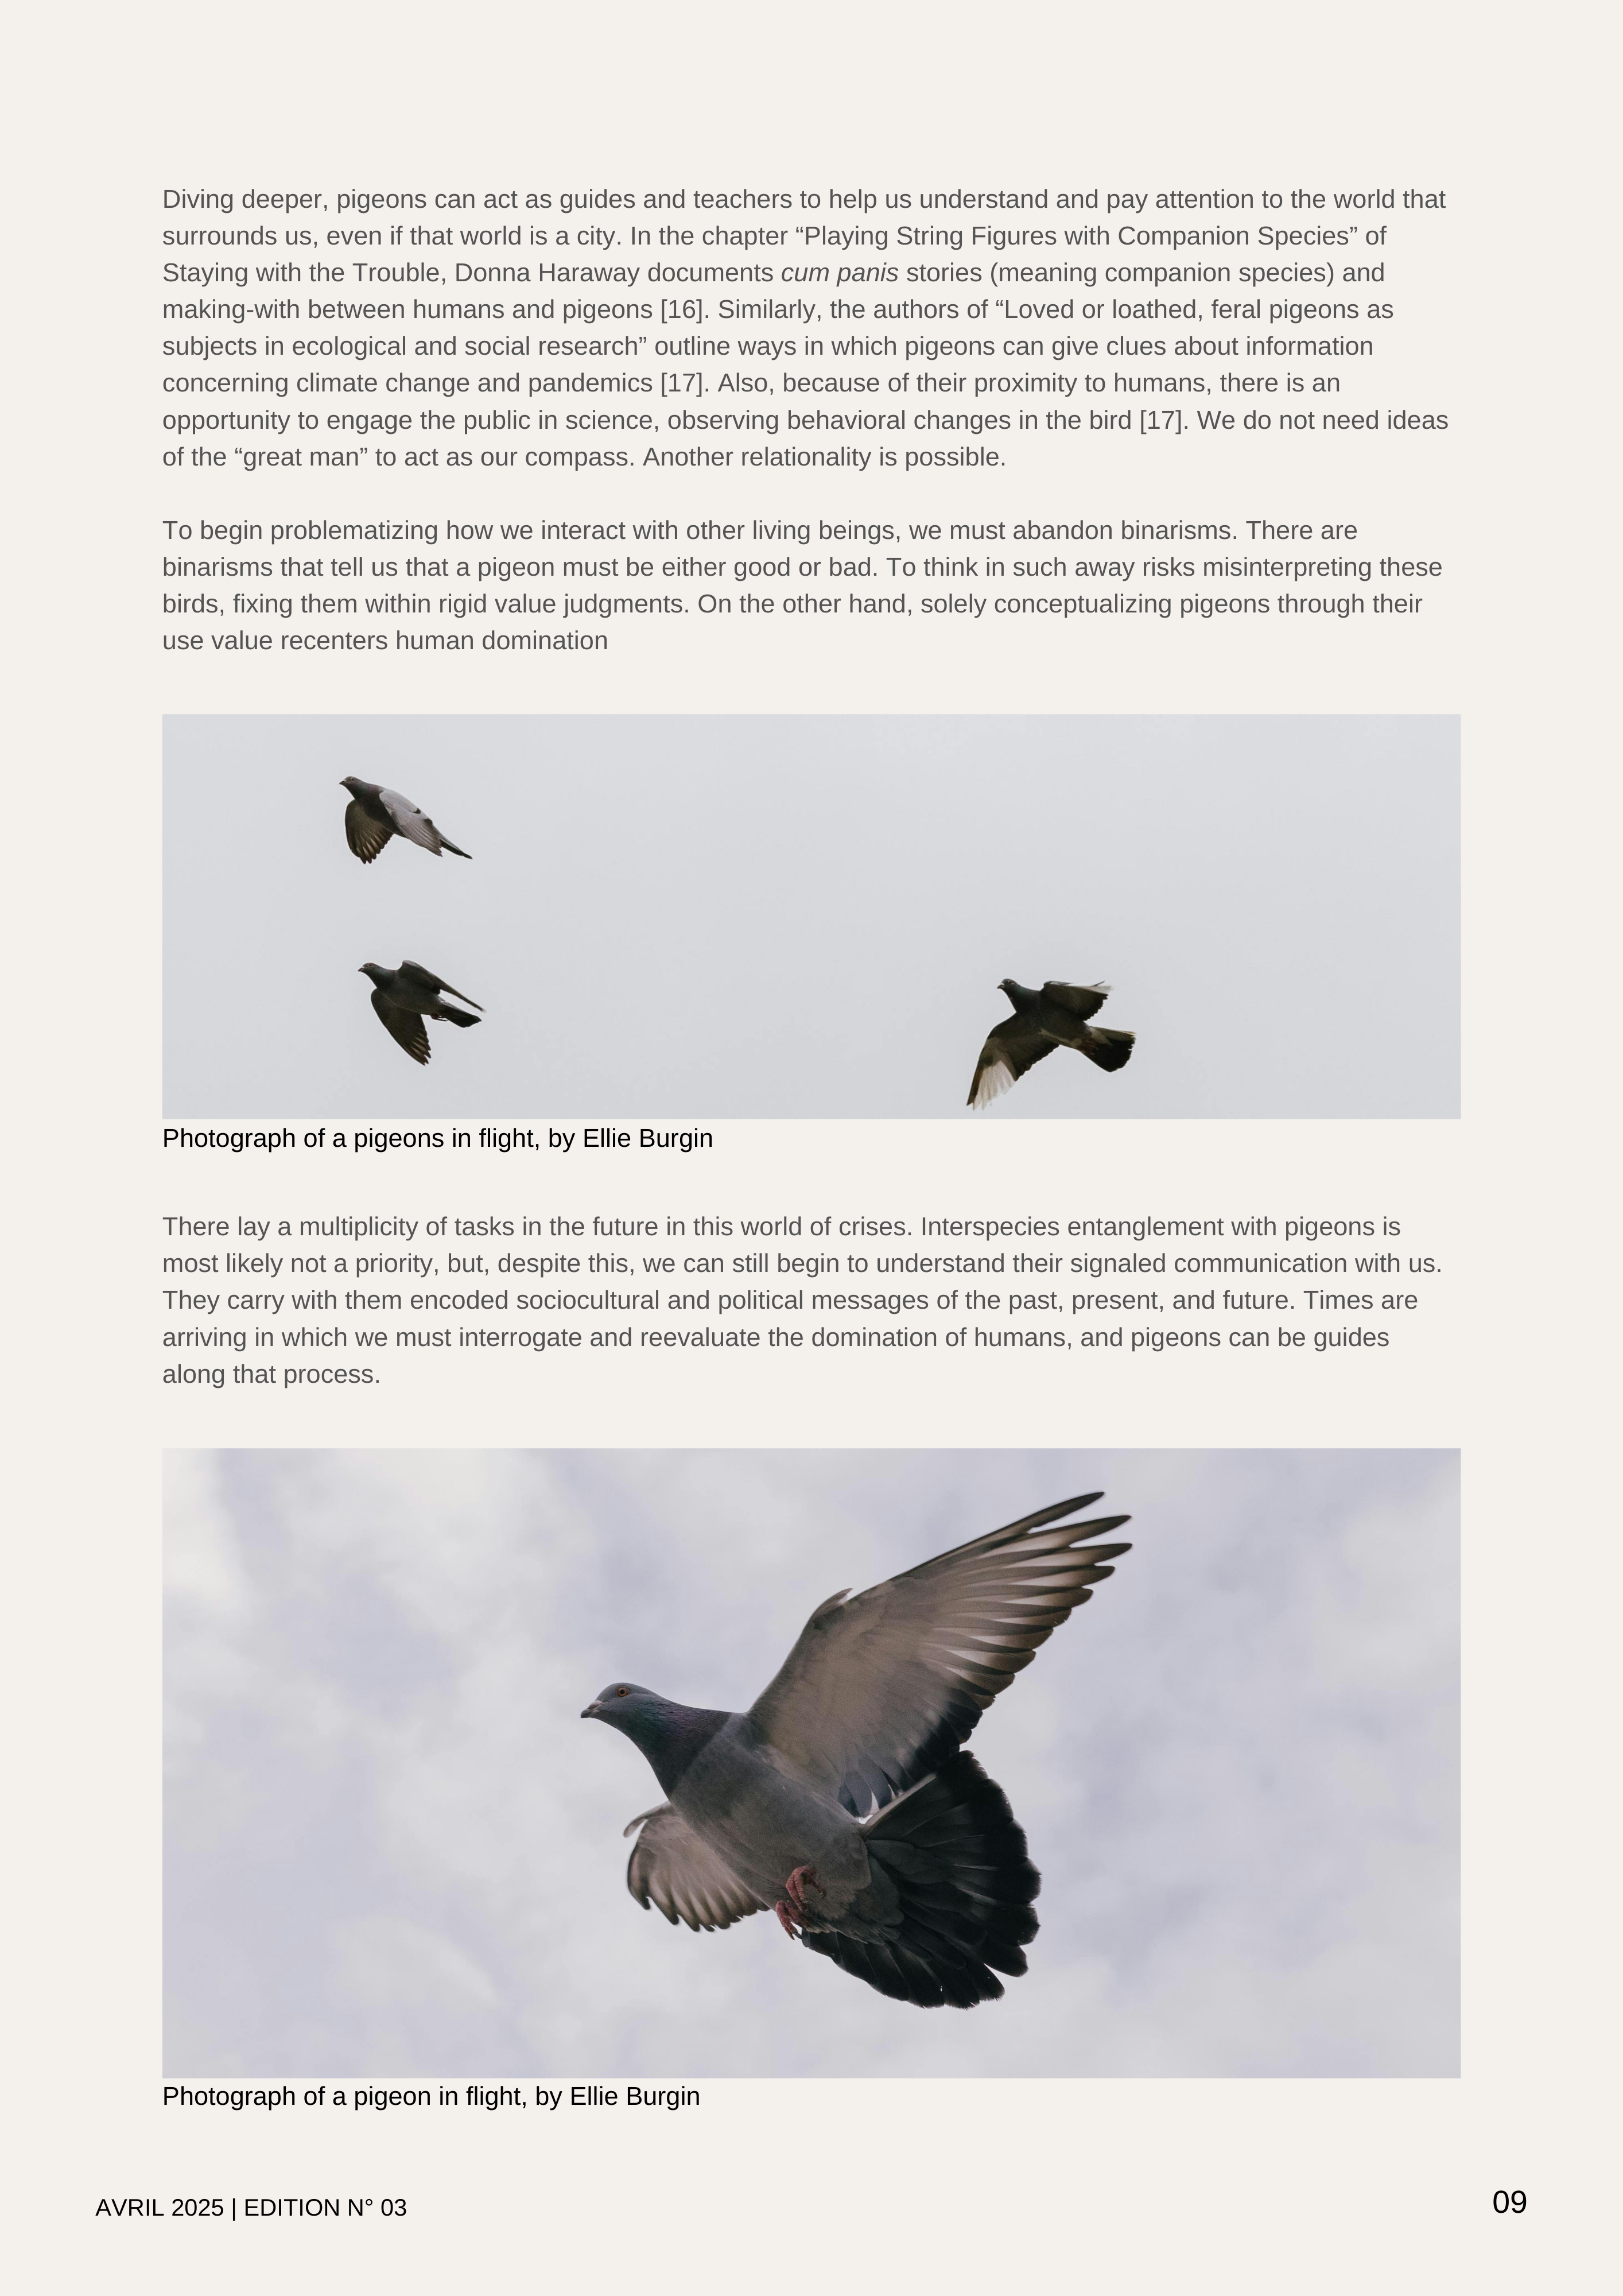 Diving deeper, pigeons can act as guides and teachers to help us understand and pay attention to the world that
surrounds us, even if that world is a city. In the chapter “Playing String Figures with Companion Species” of
Staying with the Trouble, Donna Haraway documents cum panis stories (meaning companion species) and
making-with between humans and pigeons [16]. Similarly, the authors of “Loved or loathed, feral pigeons as
subjects in ecological and social research” outline ways in which pigeons can give clues about information
concerning climate change and pandemics [17]. Also, because of their proximity to humans, there is an
opportunity to engage the public in science, observing behavioral changes in the bird [17]. We do not need ideas
of the “great man” to act as our compass. Another relationality is possible.
To begin problematizing how we interact with other living beings, we must abandon binarisms. There are
binarisms that tell us that a pigeon must be either good or bad. To think in such away risks misinterpreting these
birds, fixing them within rigid value judgments. On the other hand, solely conceptualizing pigeons through their
use value recenters human domination
Photograph of a pigeons in flight, by Ellie Burgin
There lay a multiplicity of tasks in the future in this world of crises. Interspecies entanglement with pigeons is
most likely not a priority, but, despite this, we can still begin to understand their signaled communication with us.
They carry with them encoded sociocultural and political messages of the past, present, and future. Times are
arriving in which we must interrogate and reevaluate the domination of humans, and pigeons can be guides
along that process.
Photograph of a pigeon in flight, by Ellie Burgin
AVRIL 2025 | EDITION N° 03
09